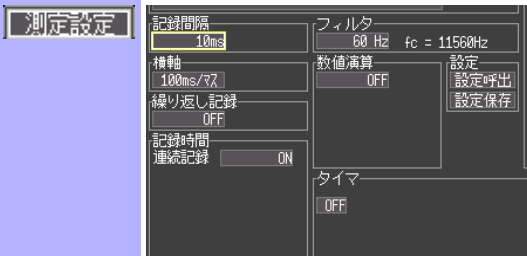 測定設定
記録間隔
10ms
横軸
100ms/マス
繰り返し記録
OFF
記録時間
連続記録 ON
フィルタ
60 Hz fc = 11560Hz
数値演算
OFF
設定
設定呼出
設定保存
タイマ
OFF